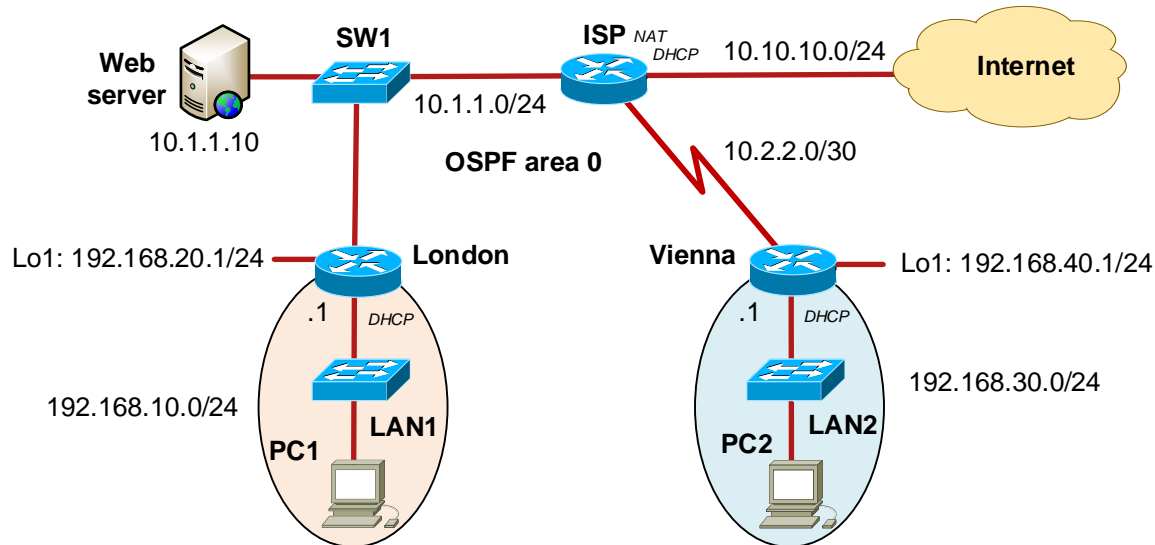 SW1
ISP
NAT
DHCP
10.10.10.0/24
Web
server
Internet
10.1.1.0/24
10.1.1.10
10.2.2.0/30
OSPF area 0
Lo1: 192.168.20.1/24
London
Vienna
Lo1: 192.168.40.1/24
.1
DHCP
.1
DHCP
192.168.10.0/24
LAN1
PC1
192.168.30.0/24
LAN2
PC2